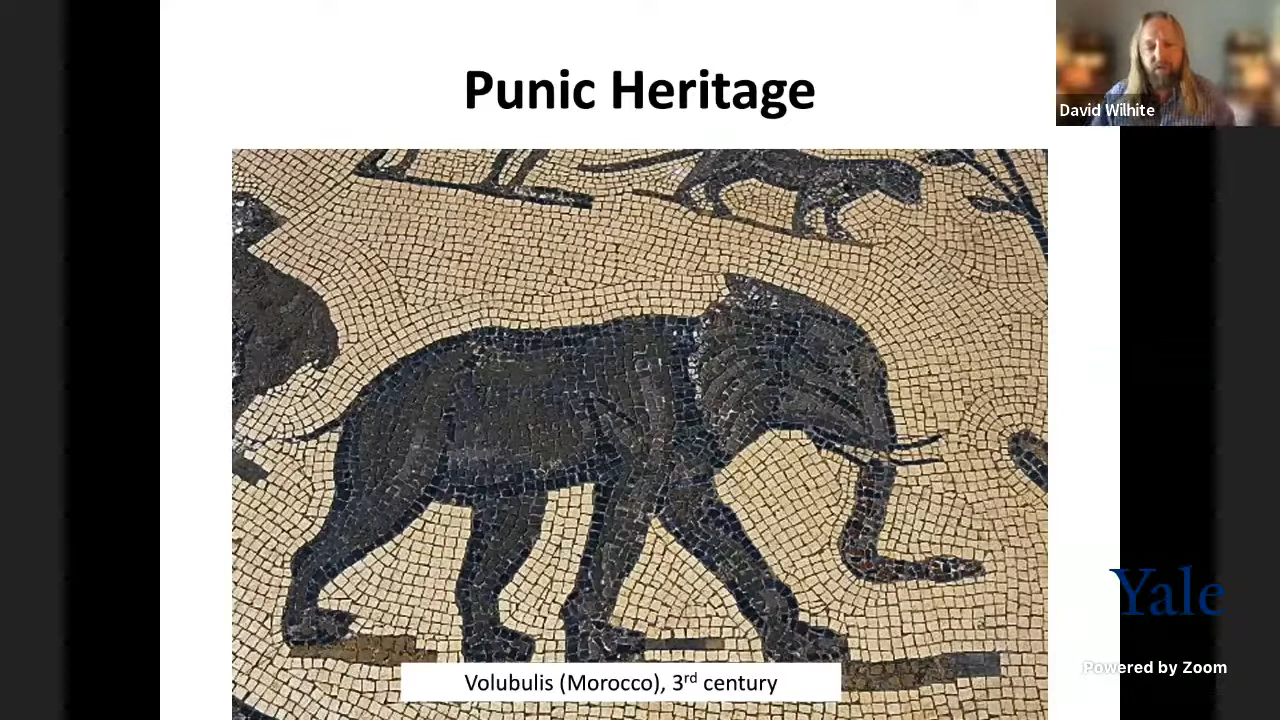 Punic Heritage
David Wilhite
Yale
Powered by Zoom
Volubulis (Morocco), 3rd century